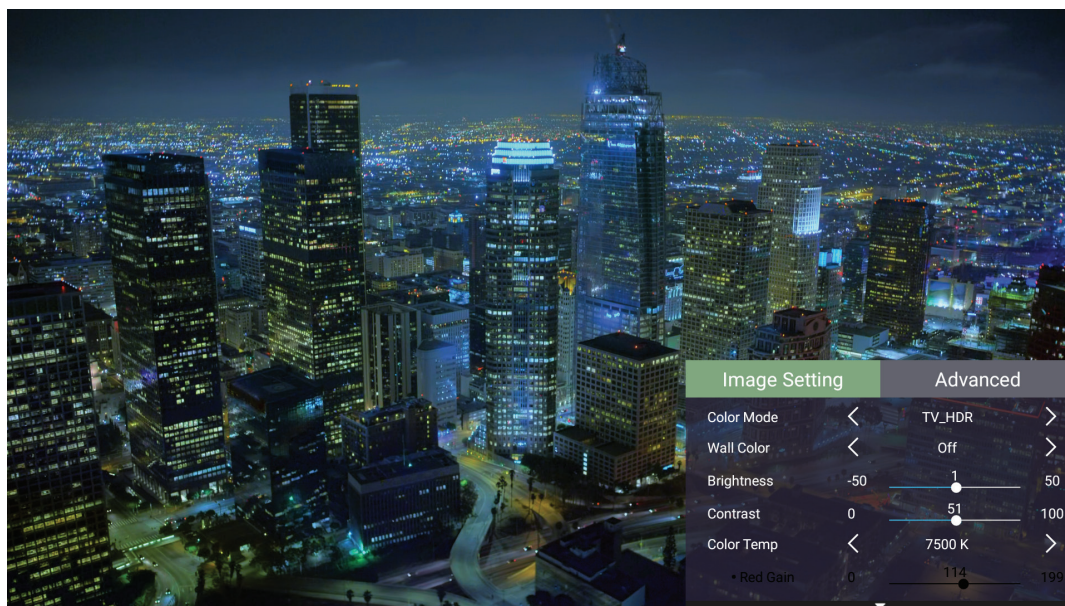 Image Setting Advanced
Color Mode TV_HDR
Wall Color Off
Brightness -50 1 50
Contrast 0 51 100
Color Temp 7500 K
• Red Gain 0 114 199